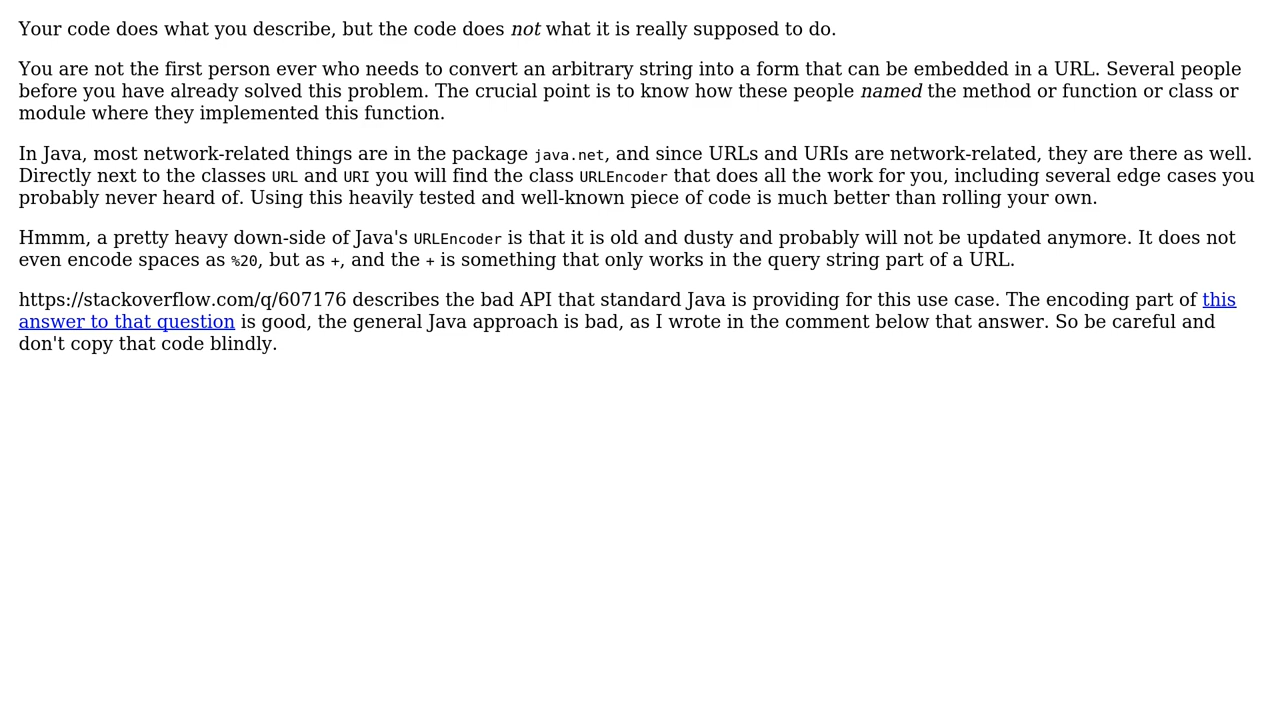 Your code does what you describe, but the code does not what it is really supposed to do.
You are not the first person ever who needs to convert an arbitrary string into a form that can be embedded in a URL. Several people
before you have already solved this problem. The crucial point is to know how these people named the method or function or class or
module where they implemented this function.
In Java, most network-related things are in the package java.net, and since URLs and URIs are network-related, they are there as well.
Directly next to the classes URL and URI you will find the class URLEncoder that does all the work for you, including several edge cases you
probably never heard of. Using this heavily tested and well-known piece of code is much better than rolling your own.
Hmmm, a pretty heavy down-side of Java's URLEncoder is that it is old and dusty and probably will not be updated anymore. It does not
even encode spaces as %20, but as +, and the + is something that only works in the query string part of a URL.
https://stackoverflow.com/q/607176 describes the bad API that standard Java is providing for this use case. The encoding part of this
answer to that question is good, the general Java approach is bad, as I wrote in the comment below that answer. So be careful and
don't copy that code blindly.